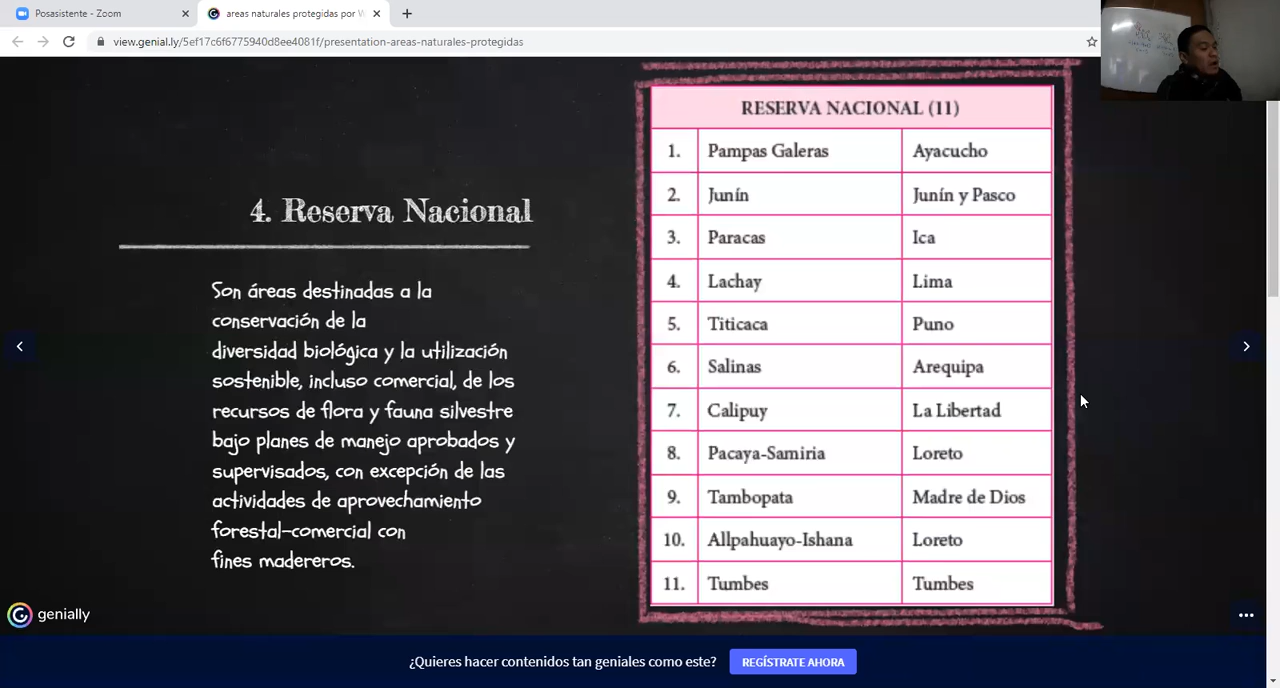 Posasistente - Zoom
areas naturales protegidas por W
view.genial.ly/5ef17c6f6775940d8ee4081f/presentation-areas-naturales-protegidas
4. Reserva Nacional
Son áreas destinadas a la
conservación de la
diversidad biológica y la utilización
sostenible, incluso comercial, de los
recursos de flora y fauna silvestre
bajo planes de manejo aprobados y
supervisados, con excepción de las
actividades de aprovechamiento
forestal-comercial con
fines madereros.
RESERVA NACIONAL (11)
1. Pampas Galeras Ayacucho
2. Junín Junín y Pasco
3. Paracas Ica
4. Lachay Lima
5. Titicaca Puno
6. Salinas Arequipa
7. Calipuy La Libertad
8. Pacaya-Samiria Loreto
9. Tambopata Madre de Dios
10. Allpahuayo-Ishana Loreto
11. Tumbes Tumbes
genially
¿Quieres hacer contenidos tan geniales como este? REGÍSTRATE AHORA